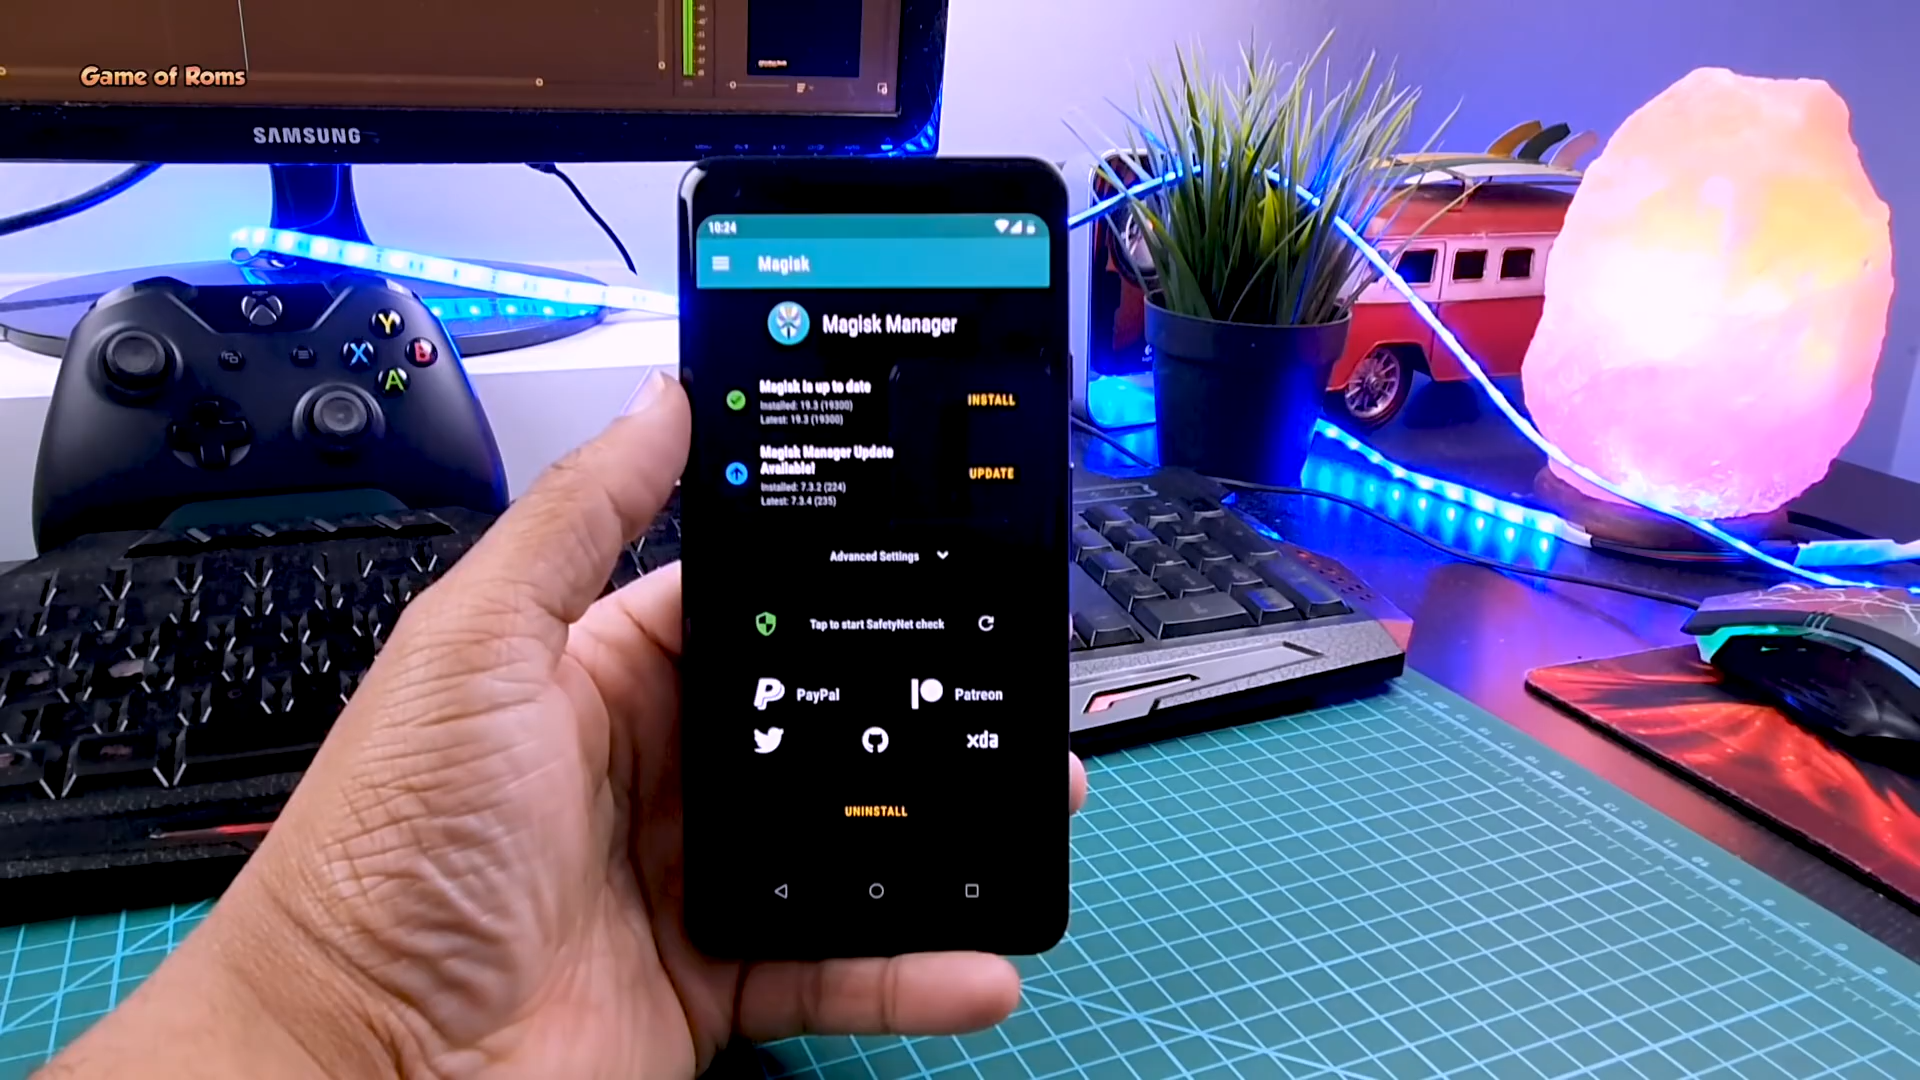 Game of Roms
SAMSUNG
10:24
Magisk
Magisk Manager
Magisk is up to date
Installed: 19.3 (19300)
Latest: 19.3 (19300)
INSTALL
Magisk Manager Update
Available!
Installed: 7.3.2 (224)
Latest: 7.3.4 (235)
UPDATE
Advanced Settings
Tap to start SafetyNet check
PayPal
Patreon
xda
UNINSTALL
Y
X
B
A